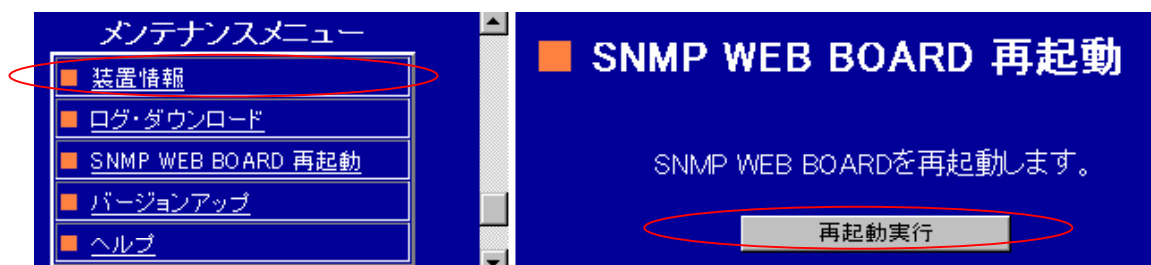 メンテナンスメニュー
装置情報
ログ・ダウンロード
SNMP WEB BOARD 再起動
バージョンアップ
ヘルプ
SNMP WEB BOARD 再起動
SNMP WEB BOARDを再起動します。
再起動実行